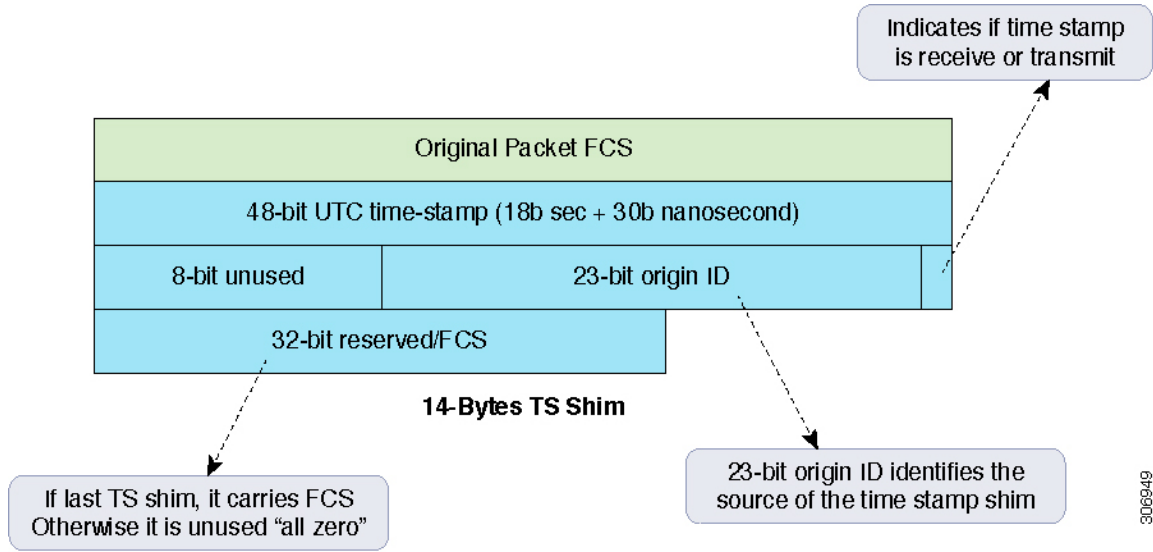 Indicates if time stamp
is receive or transmit
Original Packet FCS
48-bit UTC time-stamp (18b sec + 30b nanosecond)
8-bit unused
23-bit origin ID
32-bit reserved/FCS
14-Bytes TS Shim
If last TS shim, it carries FCS
Otherwise it is unused “all zero”
23-bit origin ID identifies the
source of the time stamp shim
306949